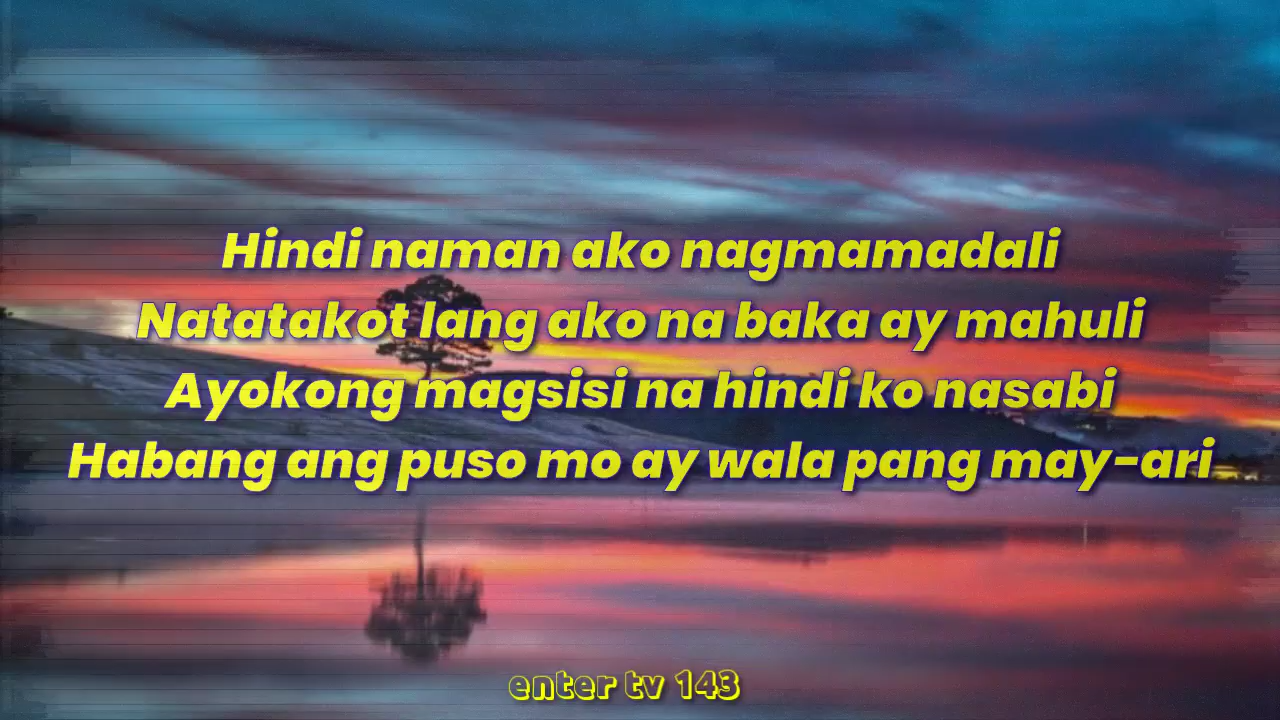 Hindi naman ako nagmamadali
Natatakot lang ako na baka ay mahuli
Ayokong magsisi na hindi ko nasabi
Habang ang puso mo ay wala pang may-ari
enter tv 143